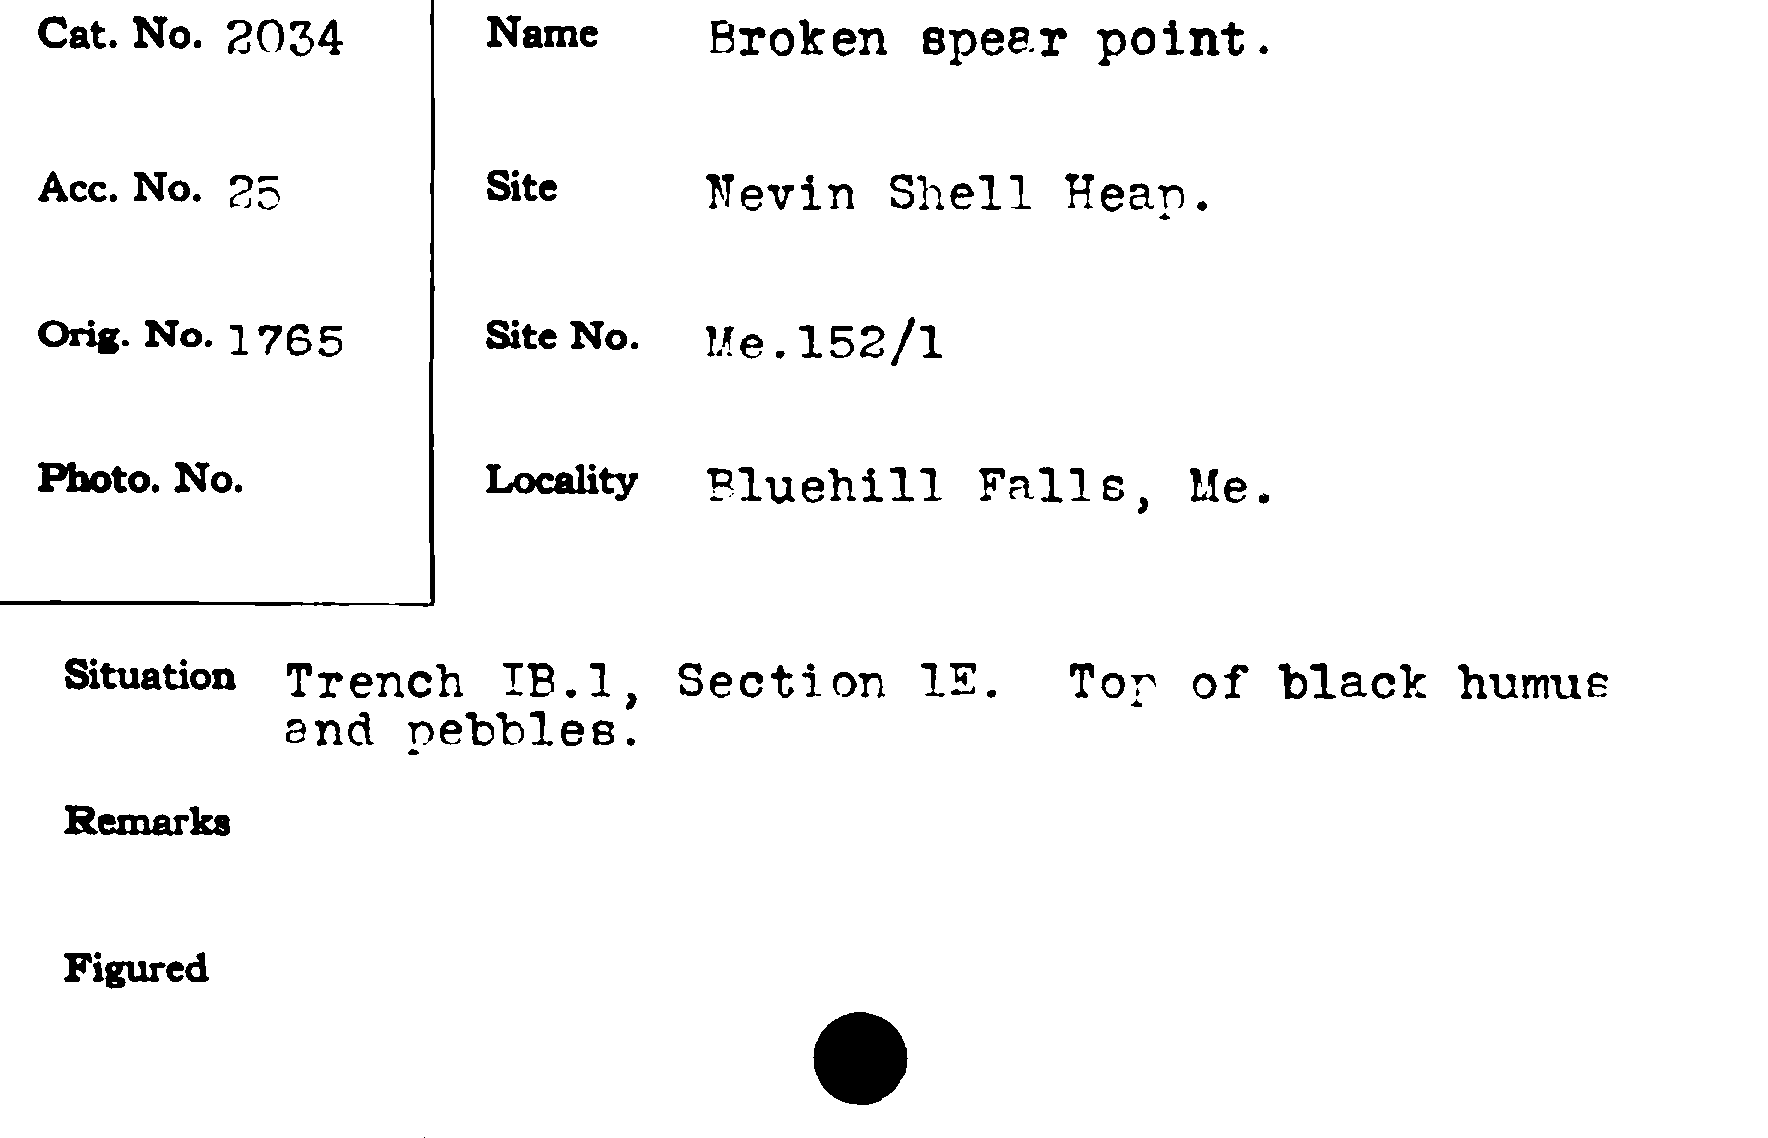 Cat. No. 2034
Name Broken spear point.
Acc. No. 25
Site Nevin Shell Heap.
Orig. No. 1765
Site No. Me.152/1
Photo. No.
Locality Bluehill Falls, Me.
Situation Trench IB.1, Section 1E. Top of black humus
and pebbles.
Remarks
Figured